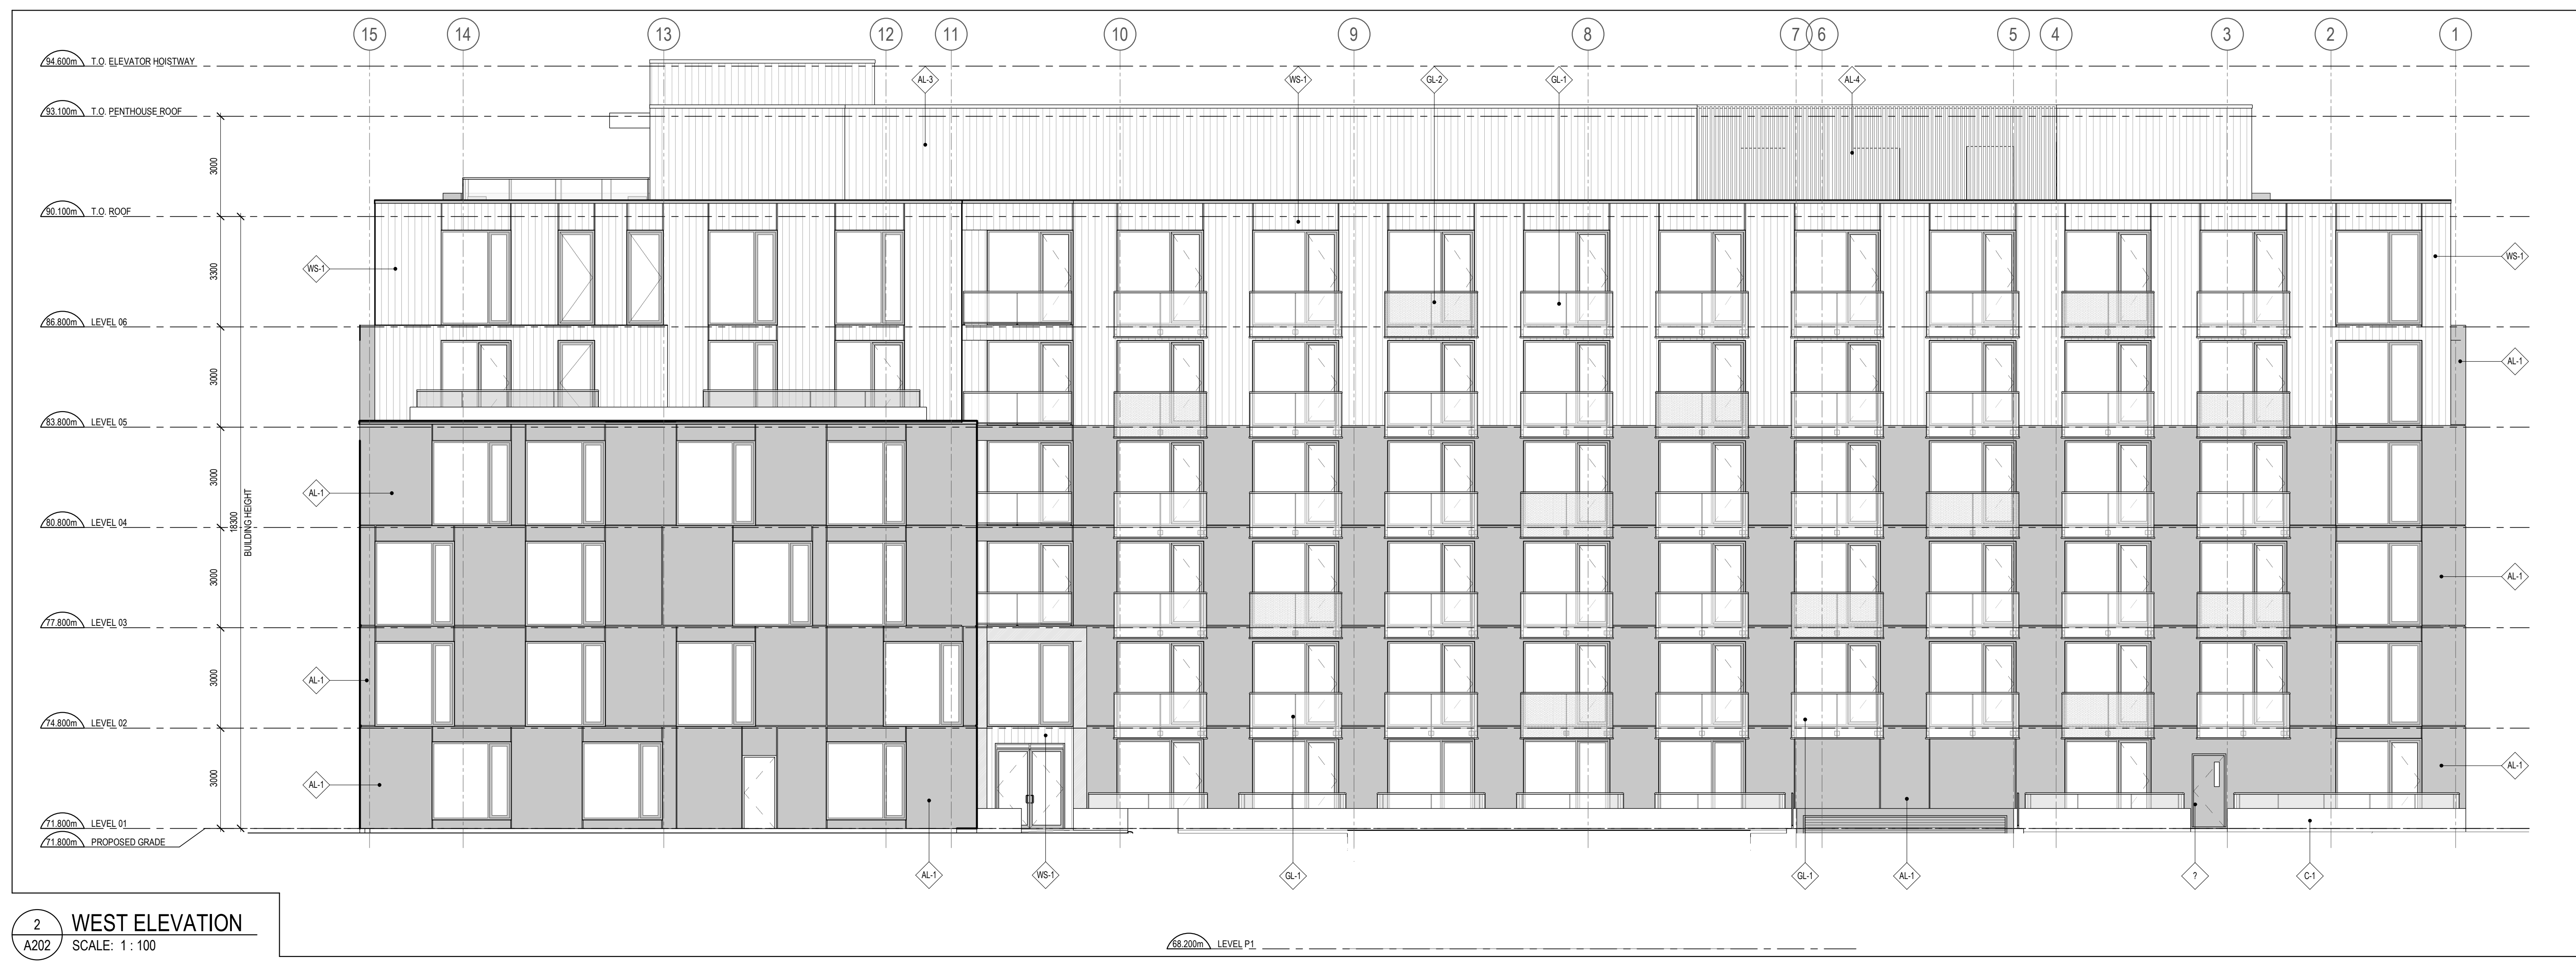 15 14 13 12 11 10 9 8 7 6 5 4 3 2 1
94.600m T.O. ELEVATOR HOISTWAY
AL-3 WS-1 GL-2 GL-1 AL-4
93.100m T.O. PENTHOUSE ROOF
3000
90.100m T.O. ROOF
WS-1 WS-1
3300
86.800m LEVEL 06
AL-1
3000
83.800m LEVEL 05
3000
AL-1
18300
BUILDING HEIGHT
80.800m LEVEL 04
3000
AL-1
77.800m LEVEL 03
3000
AL-1
74.800m LEVEL 02
3000
AL-1 AL-1
71.800m LEVEL 01
71.800m PROPOSED GRADE
AL-1 WS-1 GL-1 GL-1 AL-1 ? C-1
2 WEST ELEVATION
A202 SCALE: 1 : 100
68.200m LEVEL P1